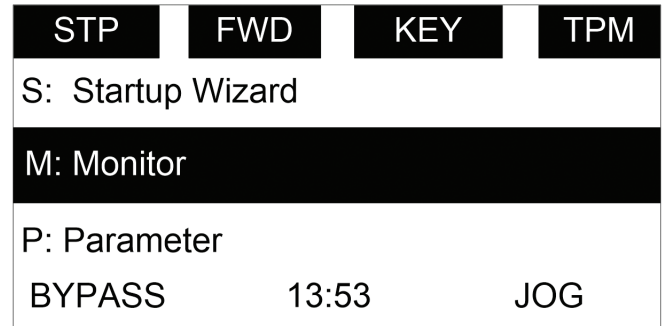 STP FWD KEY TPM
S: Startup Wizard
M: Monitor
P: Parameter
BYPASS 13:53 JOG